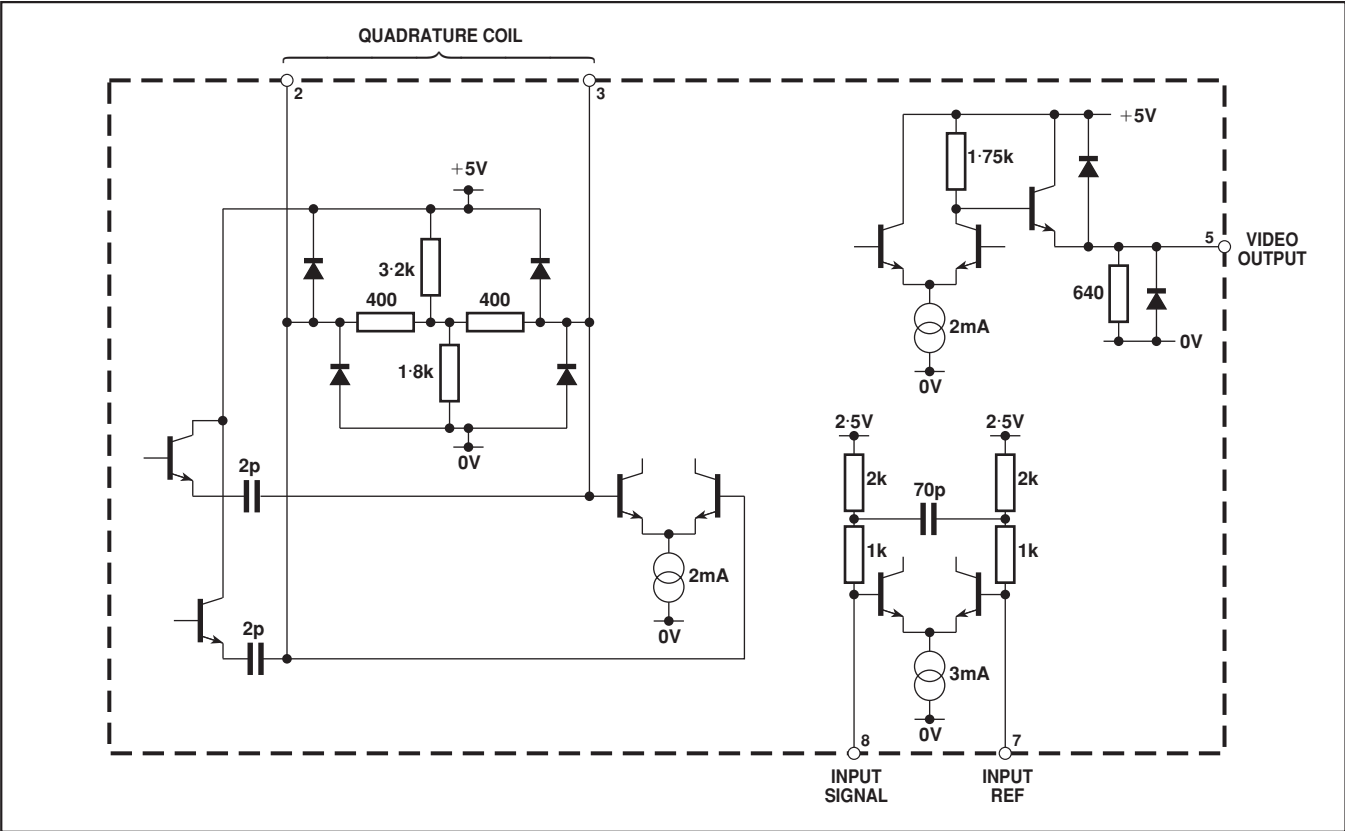 QUADRATURE COIL
2
3
+5V
3·2k
400
400
1·8k
0V
2p
2p
2mA
0V
+5V
1·75k
5
VIDEO
OUTPUT
640
0V
2mA
0V
2·5V
2·5V
2k
70p
2k
1k
1k
3mA
0V
8
7
INPUT
SIGNAL
INPUT
REF